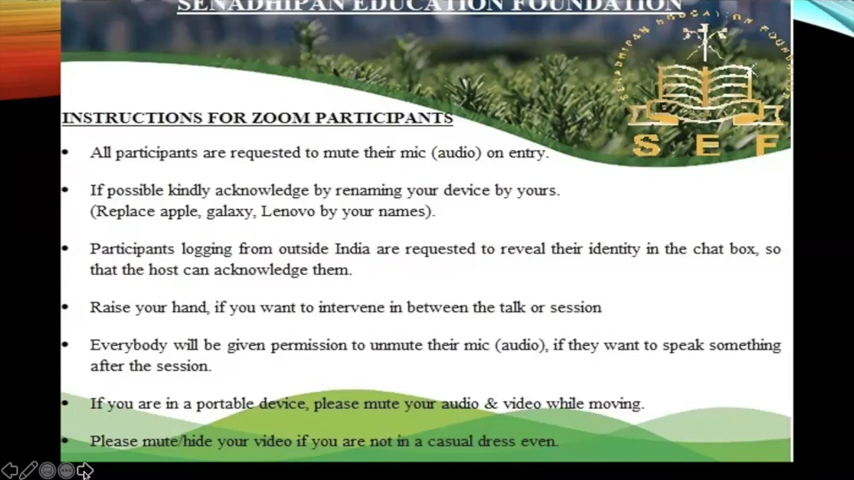 SENADHIPAN EDUCATION FOUNDATION
SENADHIPAN EDUCATION FOUNDATION
S E F
INSTRUCTIONS FOR ZOOM PARTICIPANTS
• All participants are requested to mute their mic (audio) on entry.
• If possible kindly acknowledge by renaming your device by yours.
(Replace apple, galaxy, Lenovo by your names).
• Participants logging from outside India are requested to reveal their identity in the chat box, so
that the host can acknowledge them.
• Raise your hand, if you want to intervene in between the talk or session
• Everybody will be given permission to unmute their mic (audio), if they want to speak something
after the session.
• If you are in a portable device, please mute your audio & video while moving.
• Please mute/hide your video if you are not in a casual dress even.